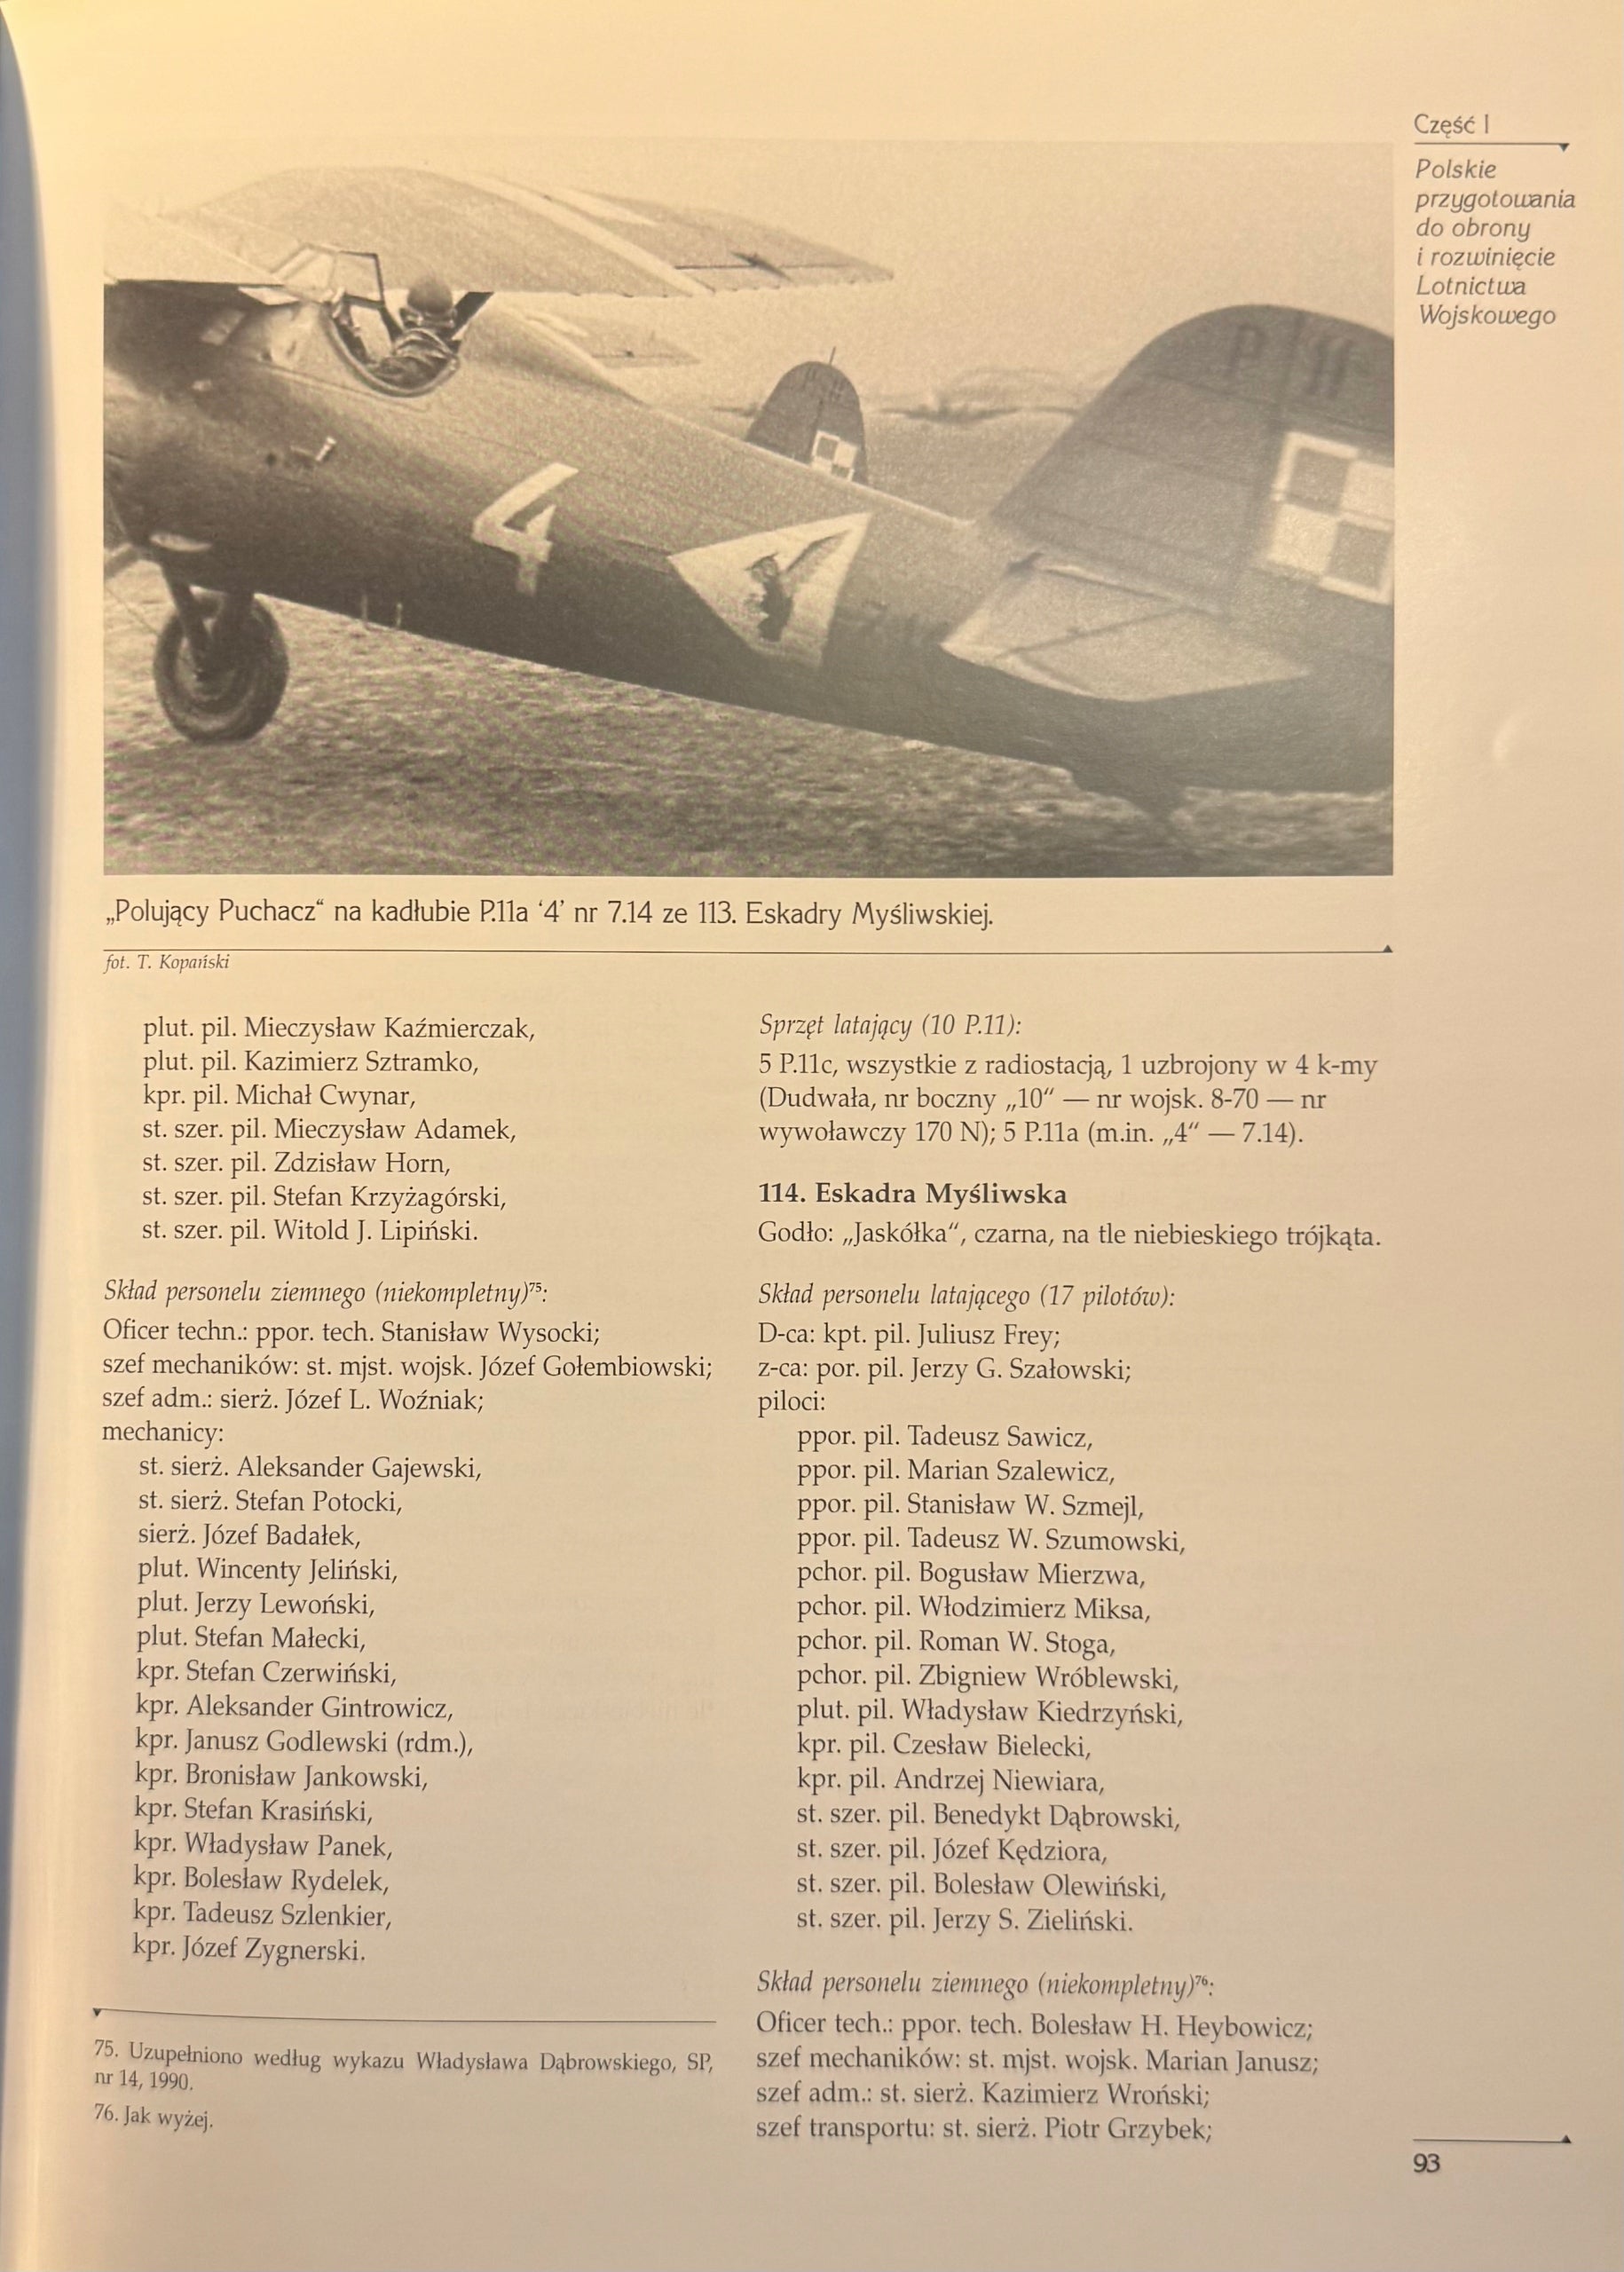 Część I
Polskie
przygotowania
do obrony
i rozwinięcie
Lotnictwa
Wojskowego
P 11
4
„Polujący Puchacz“ na kadłubie P.11a ‘4’ nr 7.14 ze 113. Eskadry Myśliwskiej.
fot. T. Kopański
plut. pil. Mieczysław Kaźmierczak,
plut. pil. Kazimierz Sztramko,
kpr. pil. Michał Cwynar,
st. szer. pil. Mieczysław Adamek,
st. szer. pil. Zdzisław Horn,
st. szer. pil. Stefan Krzyżagórski,
st. szer. pil. Witold J. Lipiński.
Skład personelu ziemnego (niekompletny)⁷⁵:
Oficer techn.: ppor. tech. Stanisław Wysocki;
szef mechaników: st. mjst. wojsk. Józef Gołembiowski;
szef adm.: sierż. Józef L. Woźniak;
mechanicy:
st. sierż. Aleksander Gajewski,
st. sierż. Stefan Potocki,
sierż. Józef Badałek,
plut. Wincenty Jeliński,
plut. Jerzy Lewoński,
plut. Stefan Małecki,
kpr. Stefan Czerwiński,
kpr. Aleksander Gintrowicz,
kpr. Janusz Godlewski (rdm.),
kpr. Bronisław Jankowski,
kpr. Stefan Krasiński,
kpr. Władysław Panek,
kpr. Bolesław Rydelek,
kpr. Tadeusz Szlenkier,
kpr. Józef Zygnerski.
75. Uzupełniono według wykazu Władysława Dąbrowskiego, SP,
nr 14, 1990.
76. Jak wyżej.
Sprzęt latający (10 P.11):
5 P.11c, wszystkie z radiostacją, 1 uzbrojony w 4 k-my
(Dudwała, nr boczny „10“ — nr wojsk. 8-70 — nr
wywoławczy 170 N); 5 P.11a (m.in. „4“ — 7.14).
114. Eskadra Myśliwska
Godło: „Jaskółka“, czarna, na tle niebieskiego trójkąta.
Skład personelu latającego (17 pilotów):
D-ca: kpt. pil. Juliusz Frey;
z-ca: por. pil. Jerzy G. Szałowski;
piloci:
ppor. pil. Tadeusz Sawicz,
ppor. pil. Marian Szalewicz,
ppor. pil. Stanisław W. Szmejl,
ppor. pil. Tadeusz W. Szumowski,
pchor. pil. Bogusław Mierzwa,
pchor. pil. Włodzimierz Miksa,
pchor. pil. Roman W. Stoga,
pchor. pil. Zbigniew Wróblewski,
plut. pil. Władysław Kiedrzyński,
kpr. pil. Czesław Bielecki,
kpr. pil. Andrzej Niewiara,
st. szer. pil. Benedykt Dąbrowski,
st. szer. pil. Józef Kędziora,
st. szer. pil. Bolesław Olewiński,
st. szer. pil. Jerzy S. Zieliński.
Skład personelu ziemnego (niekompletny)⁷⁶:
Oficer tech.: ppor. tech. Bolesław H. Heybowicz;
szef mechaników: st. mjst. wojsk. Marian Janusz;
szef adm.: st. sierż. Kazimierz Wroński;
szef transportu: st. sierż. Piotr Grzybek;
93